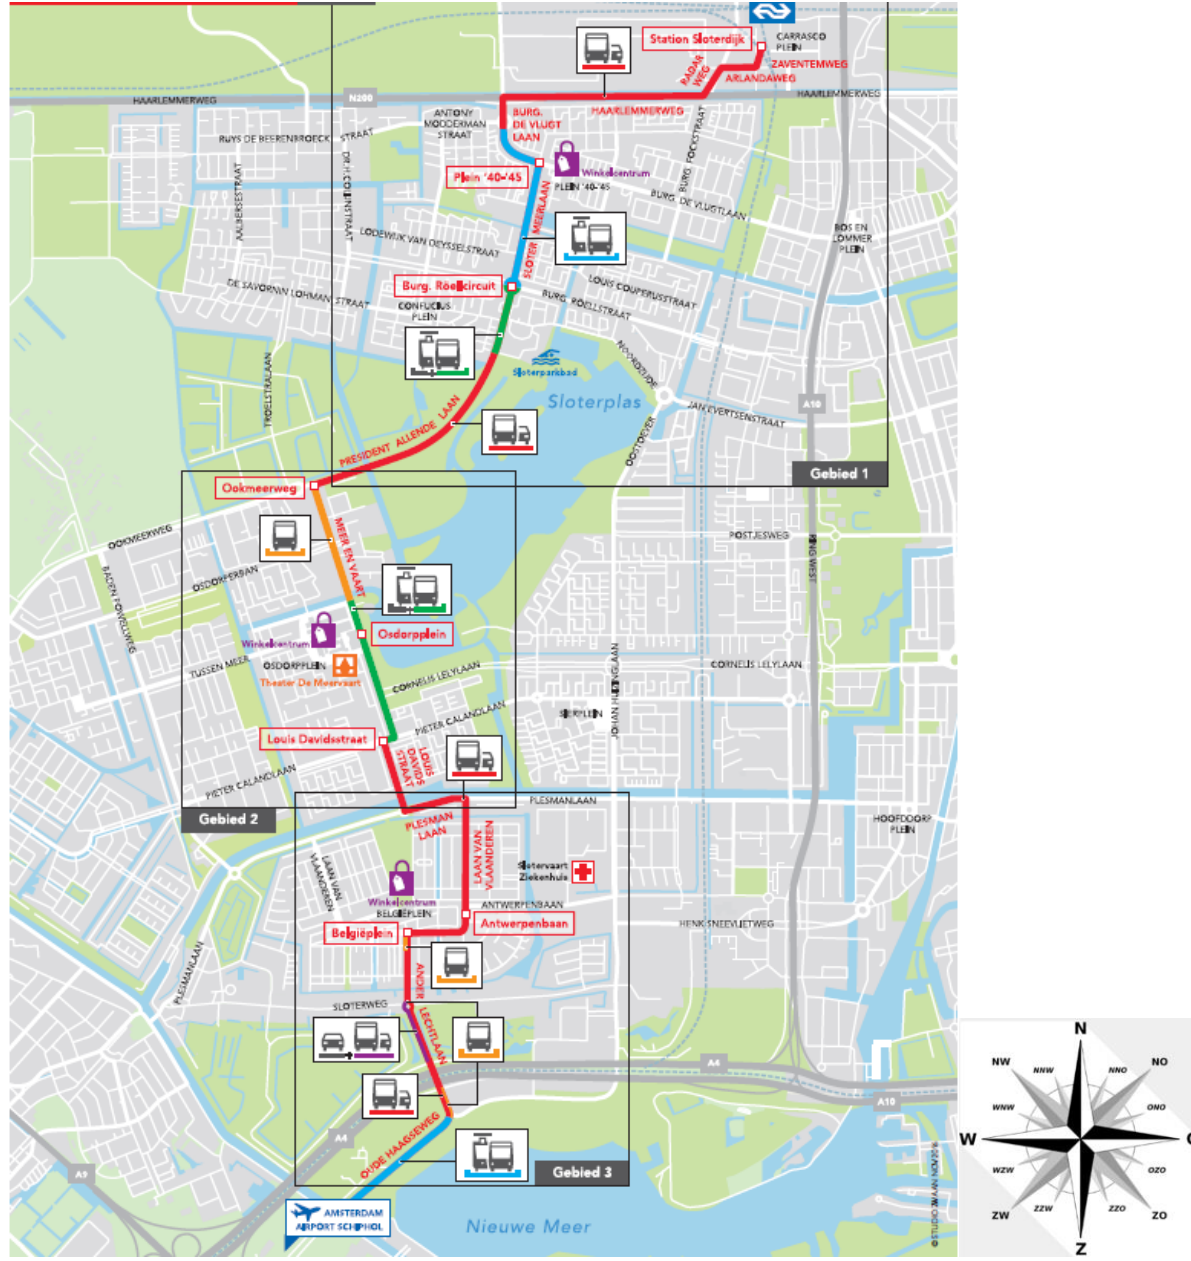 Station Sloterdijk
CARRASCO
PLEIN
ZAVENTEMWEG
RADAR
WEG
ARLANDAWEG
HAARLEMMERWEG
N200
HAARLEMMERWEG
HAARLEMMERWEG
ANTONY
MODDERMAN
STRAAT
BURG.
DE VLUGT
LAAN
RUYS DE BEERENBROECK STRAAT
BURG. FOCKSTRAAT
Plein '40-'45
Winkelcentrum
PLEIN '40-'45
AALBERSESTRAAT
DR.H.COLIJNSTRAAT
BURG. DE VLUGTLAAN
SLOTER MEERLAAN
LODEWIJK VAN DEYSSELSTRAAT
BOS EN
LOMMER
PLEIN
Burg. Röellcircuit
LOUIS COUPERUSSTRAAT
DE SAVORNIN LOHMAN STRAAT
CONFUCIUS
PLEIN
BURG. RÖELLSTRAAT
TROELSTRALAAN
Sloterparkbad
NOORDZIJDE
Sloterplas
A10
JAN EVERTSENSTRAAT
PRESIDENT ALLENDE LAAN
OOSTOEVER
Gebied 1
Ookmeerweg
OOKMEERWEG
MEER EN VAART
POSTJESWEG
RING WEST
OSDORPERBAN
BADEN POWELLWEG
Osdorpplein
Winkelcentrum
TUSSEN MEER
OSDORPPLEIN
Theater De Meervaart
CORNELIS LELYLAAN
CORNELIS LELYLAAN
JOHAN HUIZINGALAAN
SIERPLEIN
PIETER CALANDLAAN
Louis Davidsstraat
LOUIS
DAVIDS
STRAAT
PIETER CALANDLAAN
PLESMANLAAN
Gebied 2
PLESMAN
LAAN
HOOFDDORP
PLEIN
LAAN VAN
VLAANDEREN
LAAN VAN
VLAANDEREN
Slotervaart
Ziekenhuis
Winkelcentrum
BELGIËPLEIN
ANTWERPENBAAN
Antwerpenbaan
HENK SNEEVLIETWEG
Belgiëplein
PLESMANLAAN
ANDER
LECHTLAAN
SLOTERWEG
A4
A10
OUDE HAAGSEWEG
A4
A9
Gebied 3
AMSTERDAM
AIRPORT SCHIPHOL
Nieuwe Meer
N
NNW
NNO
NW
NO
WNW
ONO
W
WZW
OZO
ZW
ZO
ZZW
ZZO
Z